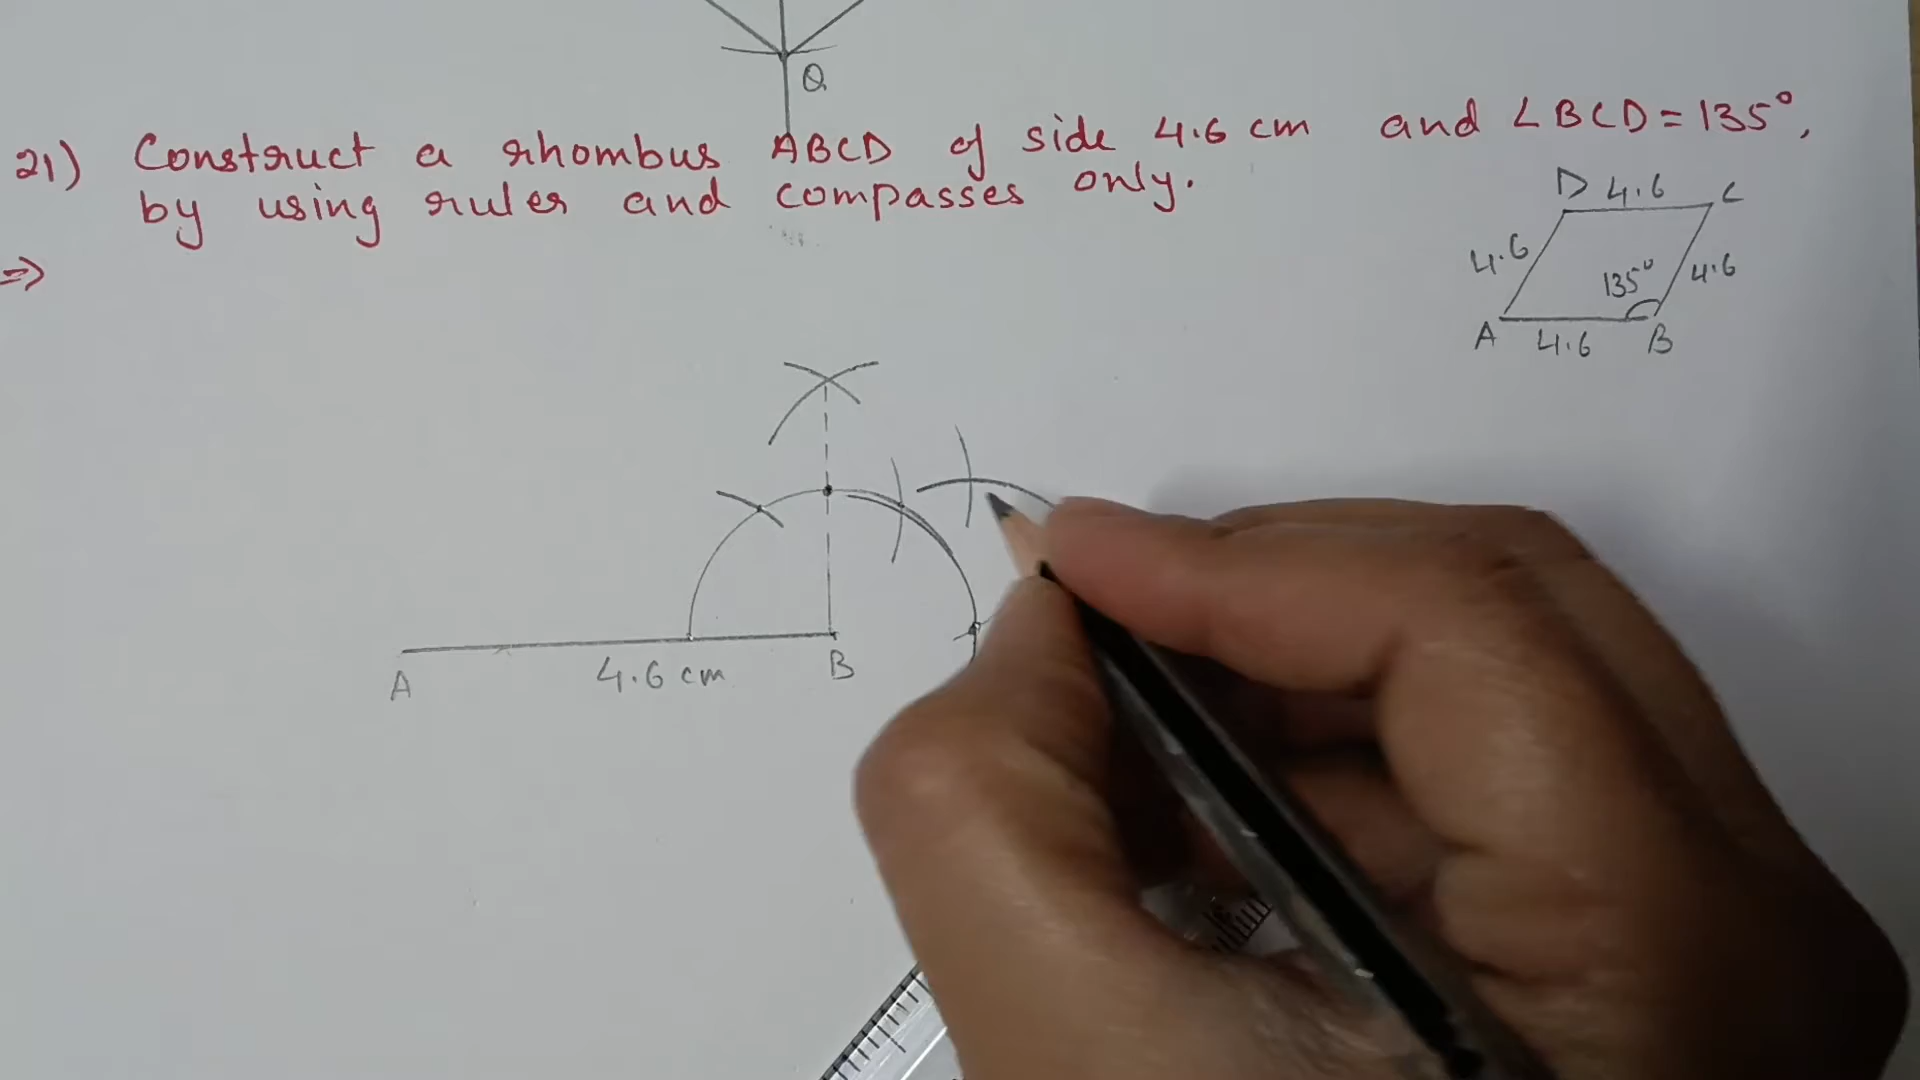 Q
21) Construct a rhombus ABCD of side 4.6 cm and ∠BCD = 135°,
by using ruler and compasses only.
⇒
D 4.6 C
4.6 135° 4.6
A 4.6 B
A 4.6 cm B